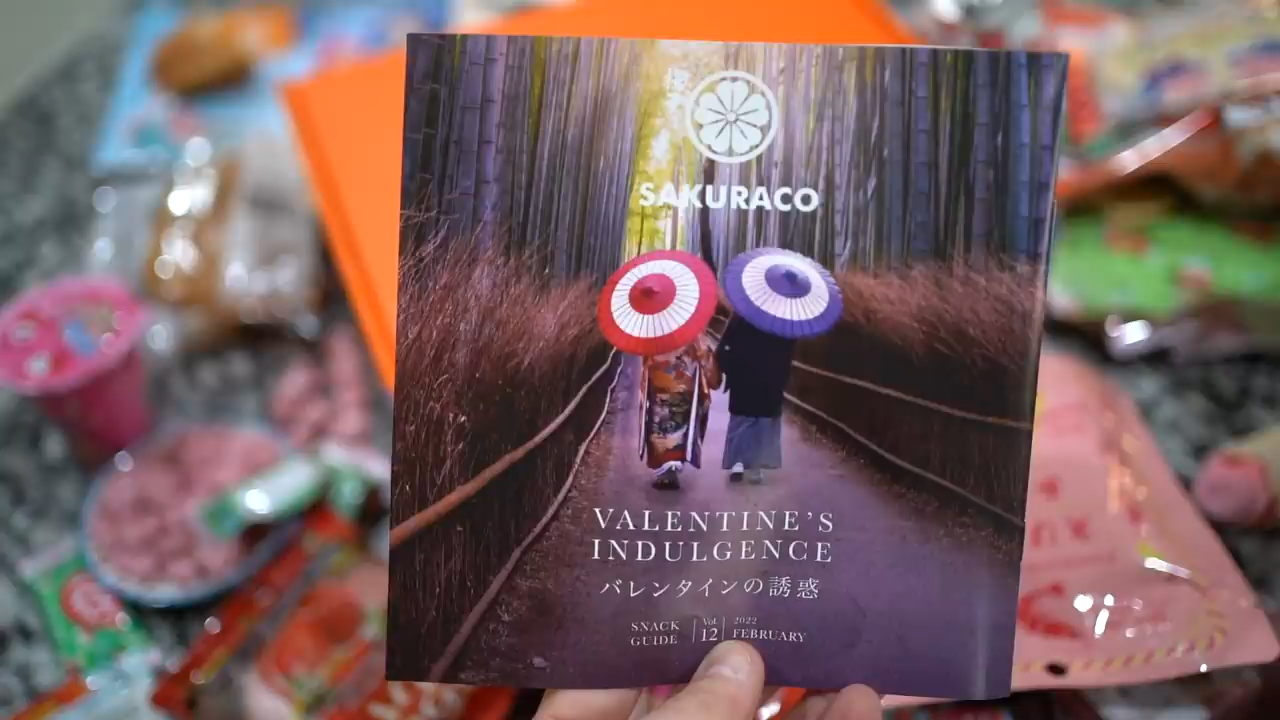 SAKURACO
VALENTINE'S
INDULGENCE
バレンタインの誘惑
SNACK
GUIDE
Vol.
12
2022
FEBRUARY